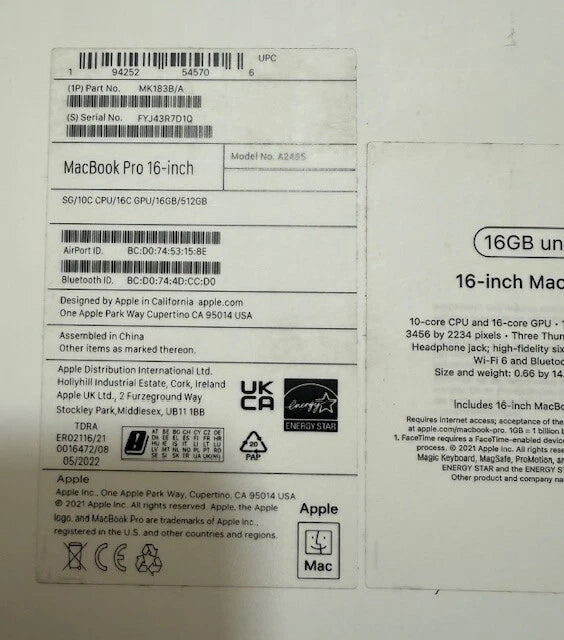 UPC
1 94252 54570 6
(1P) Part No. MK183B/A
(S) Serial No. FYJ43R7D1Q
MacBook Pro 16-inch
Model No. A2485
SG/10C CPU/16C GPU/16GB/512GB
AirPort ID. BC:D0:74:53:15:8E
Bluetooth ID. BC:D0:74:4D:CC:D0
Designed by Apple in California apple.com
One Apple Park Way Cupertino CA 95014 USA
Assembled in China
Other items as marked thereon.
Apple Distribution International Ltd.
Hollyhill Industrial Estate, Cork, Ireland
Apple UK Ltd., 2 Furzeground Way
Stockley Park,Middlesex, UB11 1BB
UK
CA
energy
ENERGY STAR
TDRA
ER02116/21
0016472/08
05/2022
20
PAP
Apple
Apple Inc., One Apple Park Way, Cupertino, CA 95014 USA
© 2021 Apple Inc. All rights reserved. Apple, the Apple
logo, and MacBook Pro are trademarks of Apple Inc.,
registered in the U.S. and other countries and regions.
CE
Apple
Mac
16GB un
16-inch Mac
10-core CPU and 16-core GPU •
3456 by 2234 pixels • Three Thun
Headphone jack; high-fidelity six
Wi-Fi 6 and Bluetoo
Size and weight: 0.66 by 14.
Includes 16-inch MacBo
Requires internet access; acceptance of the
at apple.com/macbook-pro. 1GB = 1 billion b
1. FaceTime requires a FaceTime-enabled device
process. © 2021 Apple Inc. All rights rese
Magic Keyboard, MagSafe, ProMotion, an
ENERGY STAR and the ENERGY ST
Other product and company na